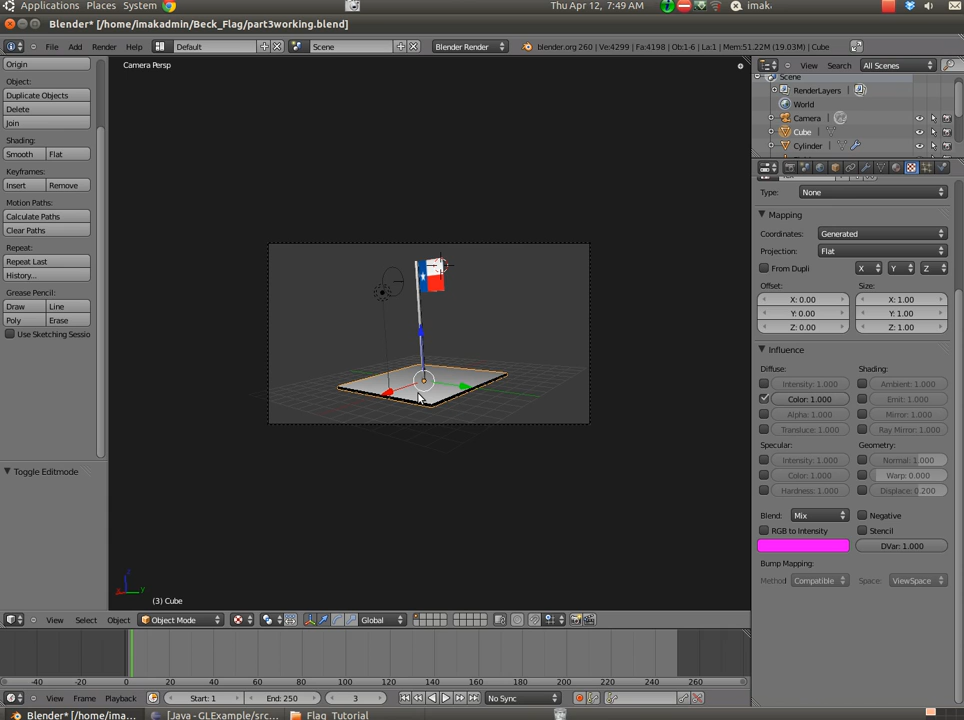 Applications Places System Thu Apr 12, 7:49 AM imak
Blender* [/home/imakadmin/Beck_Flag/part3working.blend]
File Add Render Help Default Scene Blender Render blender.org 260 | Ve:4299 | Fa:4198 | Ob:1-6 | La:1 | Mem:51.22M (19.03M) | Cube
Origin
Object:
Duplicate Objects
Delete
Join
Shading:
Smooth Flat
Keyframes:
Insert Remove
Motion Paths:
Calculate Paths
Clear Paths
Repeat:
Repeat Last
History...
Grease Pencil:
Draw Line
Poly Erase
Use Sketching Sessio
Toggle Editmode
Camera Persp
z
y
x
(3) Cube
View Select Object Object Mode Global
-40 -20 0 20 40 60 80 100 120 140 160 180 200 220 240 260
View Frame Playback Start: 1 End: 250 3 No Sync
View Search All Scenes
Scene
RenderLayers
World
Camera
Cube
Cylinder
Type: None
Mapping
Coordinates: Generated
Projection: Flat
From Dupli X Y Z
Offset: Size:
X: 0.00 X: 1.00
Y: 0.00 Y: 1.00
Z: 0.00 Z: 1.00
Influence
Diffuse: Shading:
Intensity: 1.000 Ambient: 1.000
Color: 1.000 Emit: 1.000
Alpha: 1.000 Mirror: 1.000
Transluce: 1.000 Ray Mirror: 1.000
Specular: Geometry:
Intensity: 1.000 Normal: 1.000
Color: 1.000 Warp: 0.000
Hardness: 1.000 Displace: 0.200
Blend: Mix Negative
RGB to Intensity Stencil
DVar: 1.000
Bump Mapping:
Method Compatible Space: ViewSpace
Blender* [/home/ima... [Java - GLExample/src... Flag_Tutorial